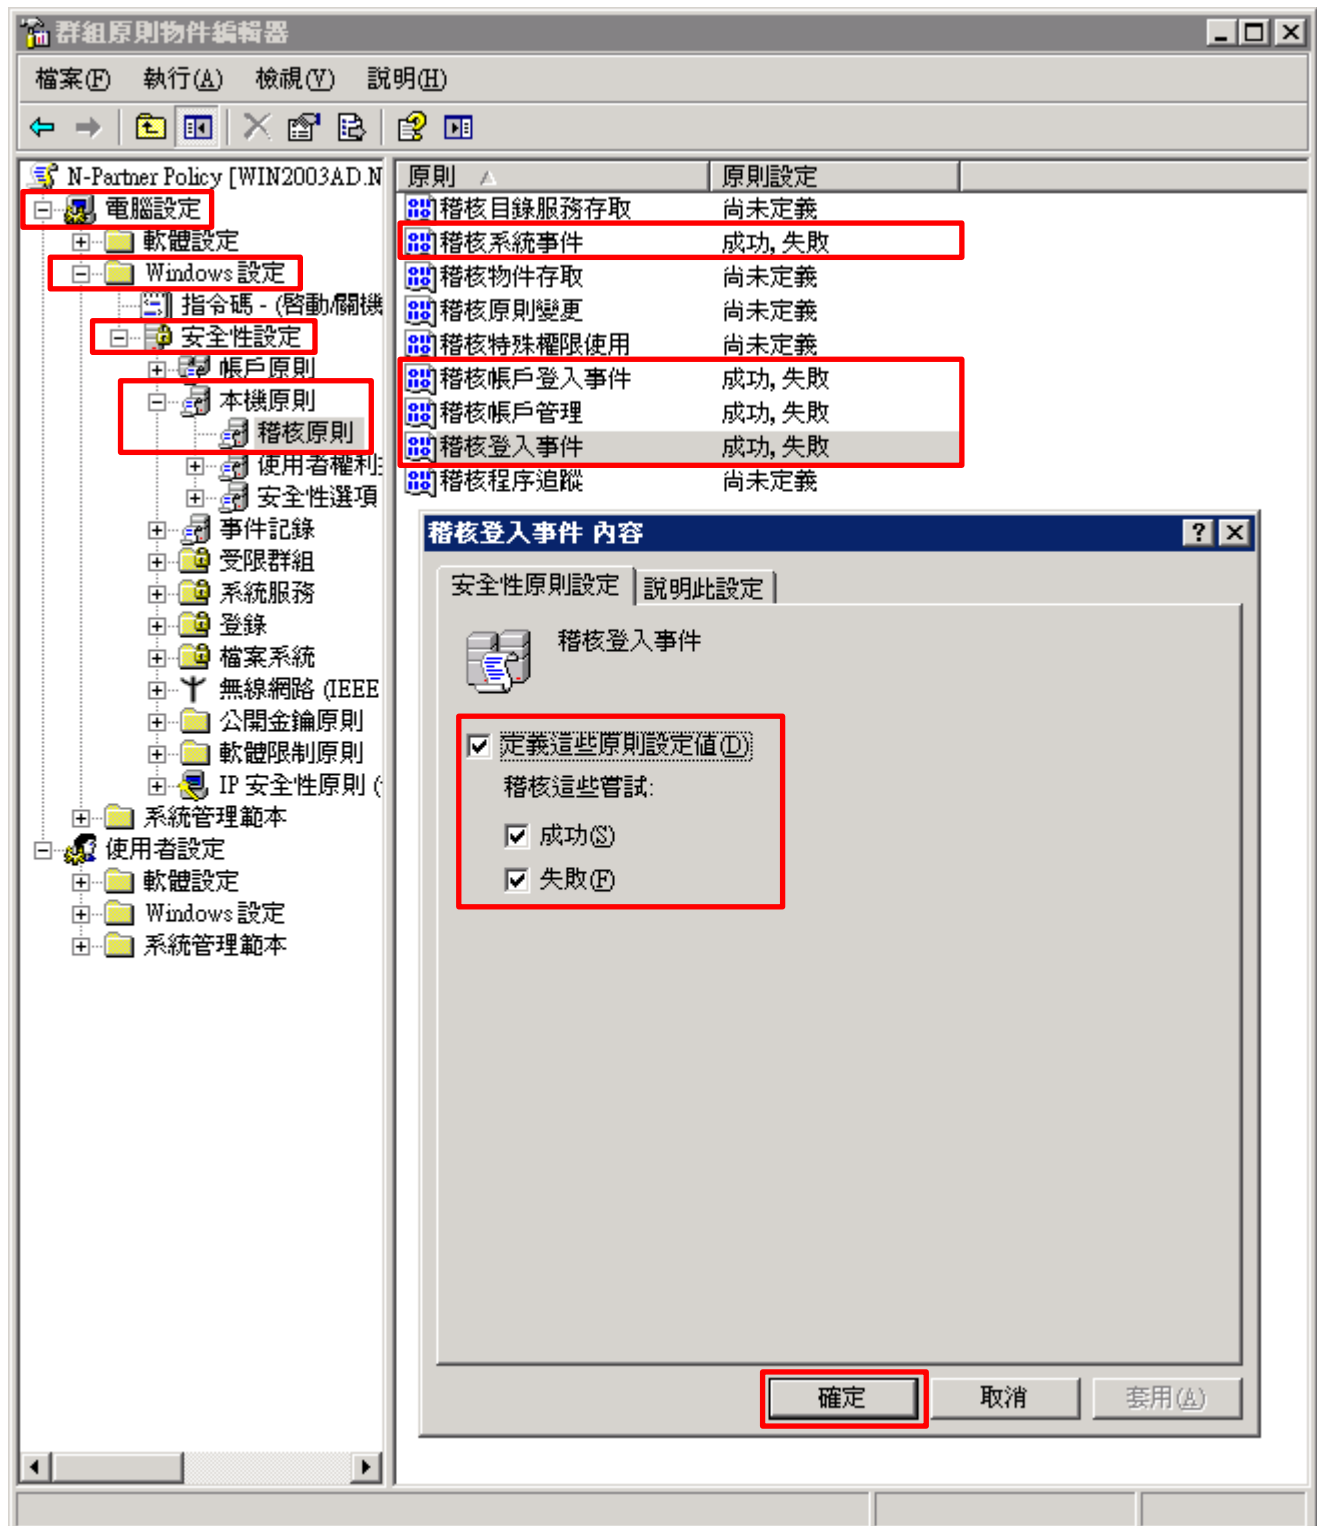 群組原則物件編輯器
檔案(F) 執行(A) 檢視(V) 說明(H)
N-Partner Policy [WIN2003AD.N
電腦設定
軟體設定
Windows 設定
指令碼 - (啓動/關機
安全性設定
帳戶原則
本機原則
稽核原則
使用者權利
安全性選項
事件記錄
受限群組
系統服務
登錄
檔案系統
無線網路 (IEEE
公開金鑰原則
軟體限制原則
IP 安全性原則 (
系統管理範本
使用者設定
軟體設定
Windows 設定
系統管理範本
原則 原則設定
稽核目錄服務存取 尚未定義
稽核系統事件 成功, 失敗
稽核物件存取 尚未定義
稽核原則變更 尚未定義
稽核特殊權限使用 尚未定義
稽核帳戶登入事件 成功, 失敗
稽核帳戶管理 成功, 失敗
稽核登入事件 成功, 失敗
稽核程序追蹤 尚未定義
稽核登入事件 內容
安全性原則設定 說明此設定
稽核登入事件
定義這些原則設定值(D)
稽核這些嘗試:
成功(S)
失敗(F)
確定 取消 套用(A)